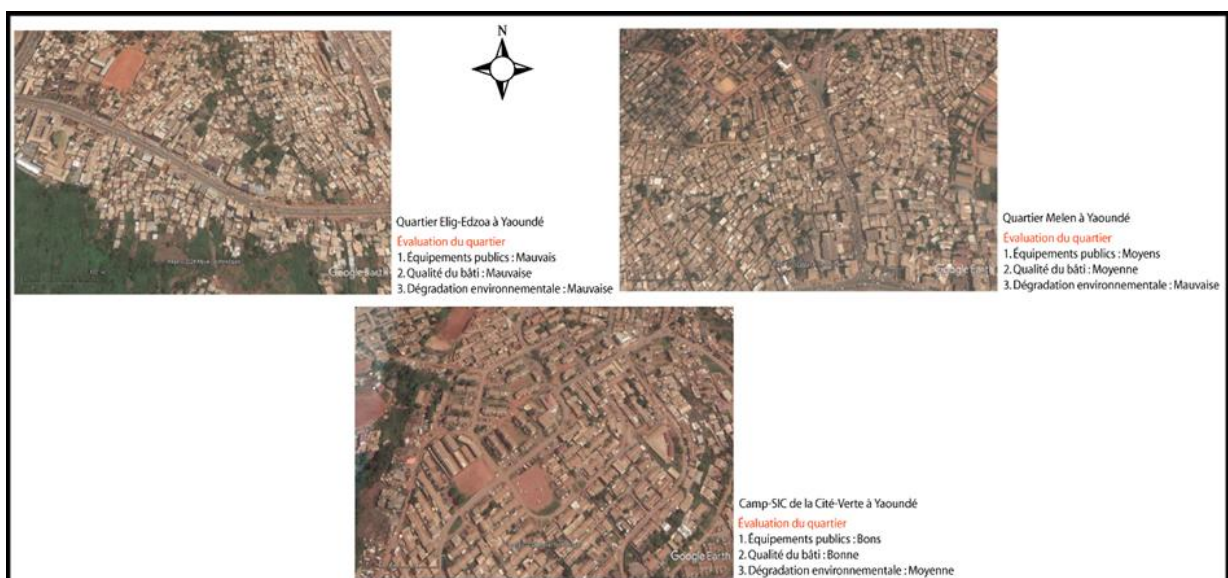 N
Google Earth
Quartier Elig-Edzoa à Yaoundé
Évaluation du quartier
1. Équipements publics : Mauvais
2. Qualité du bâti : Mauvaise
3. Dégradation environnementale : Mauvaise
Google Earth
Quartier Melen à Yaoundé
Évaluation du quartier
1. Équipements publics : Moyens
2. Qualité du bâti : Moyenne
3. Dégradation environnementale : Mauvaise
Google Earth
Camp-SIC de la Cité-Verte à Yaoundé
Évaluation du quartier
1. Équipements publics : Bons
2. Qualité du bâti : Bonne
3. Dégradation environnementale : Moyenne